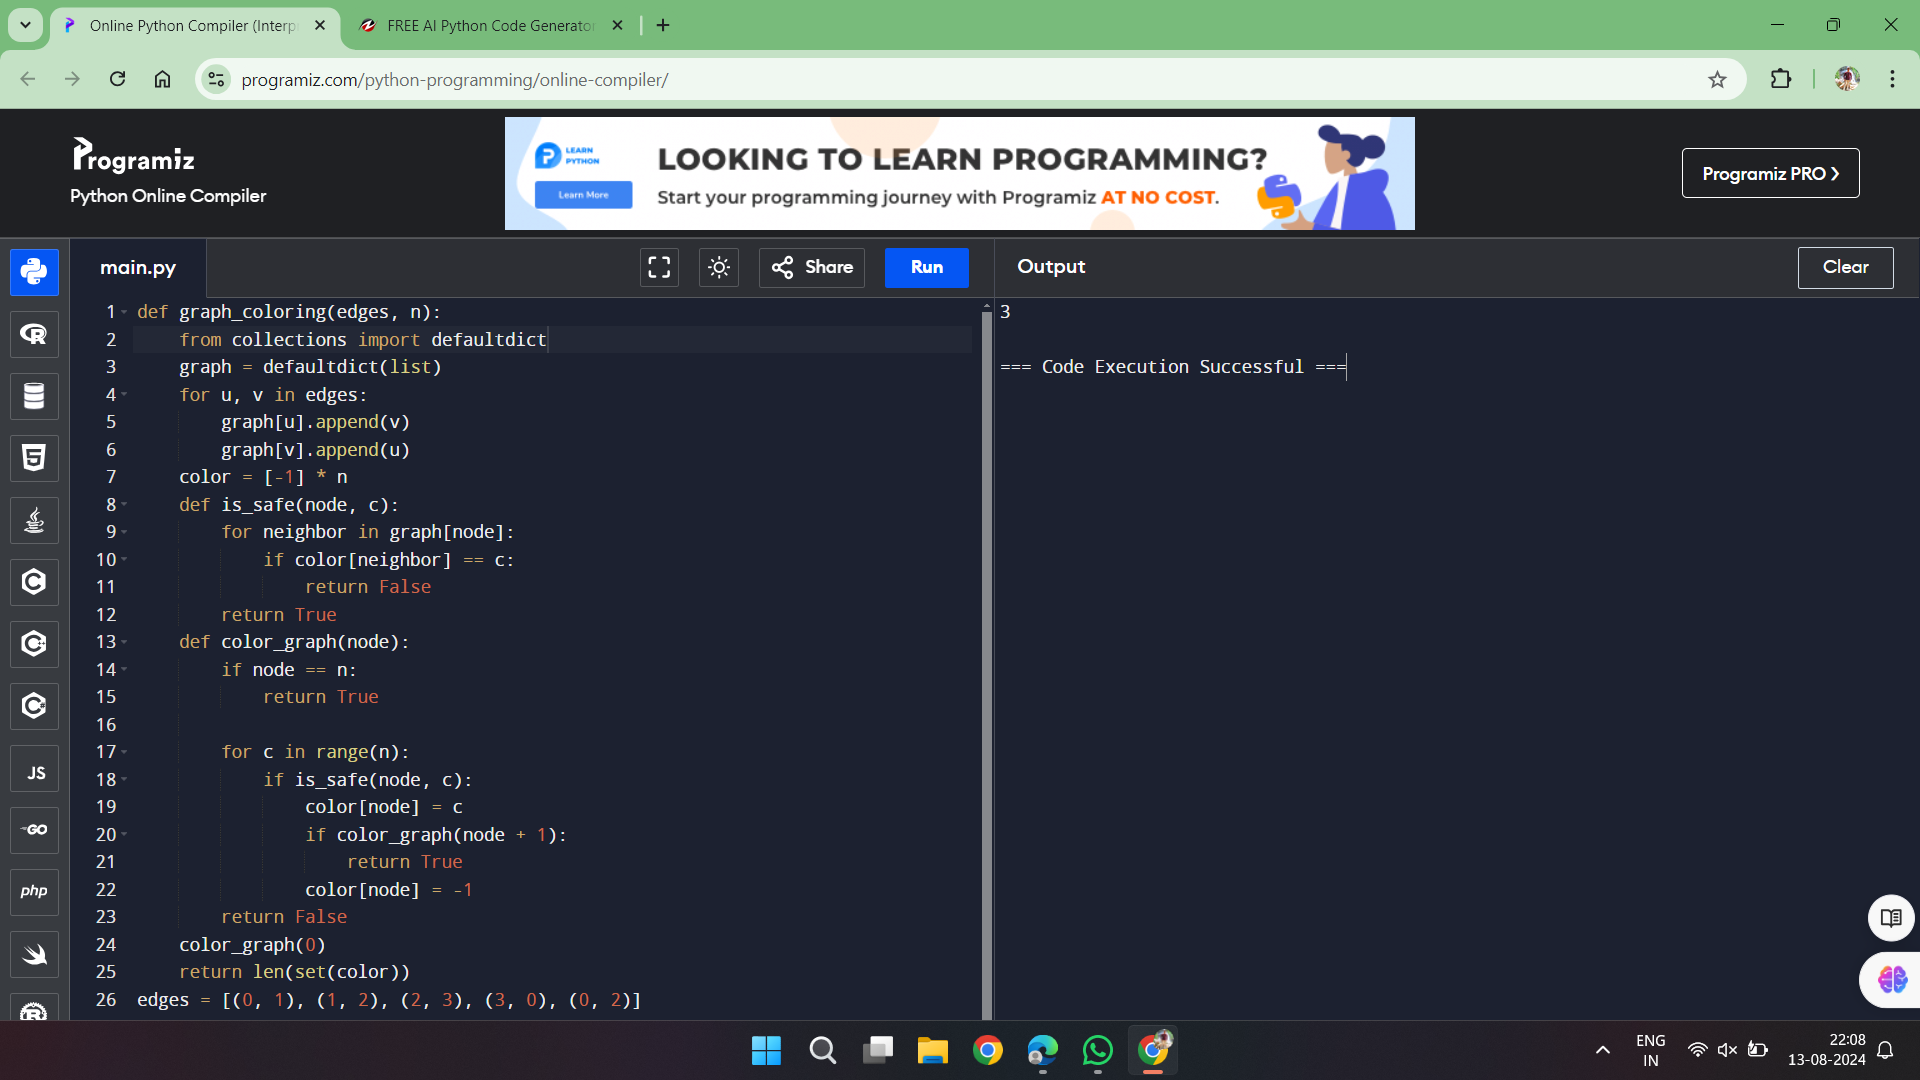 Online Python Compiler (Interp
FREE AI Python Code Generator
programiz.com/python-programming/online-compiler/
Programiz
Python Online Compiler
LEARN
PYTHON
Learn More
LOOKING TO LEARN PROGRAMMING?
Start your programming journey with Programiz AT NO COST.
Programiz PRO ❯
main.py
Share
Run
Output
Clear
1 def graph_coloring(edges, n):
2     from collections import defaultdict
3     graph = defaultdict(list)
4     for u, v in edges:
5         graph[u].append(v)
6         graph[v].append(u)
7     color = [-1] * n
8     def is_safe(node, c):
9         for neighbor in graph[node]:
10             if color[neighbor] == c:
11                 return False
12         return True
13     def color_graph(node):
14         if node == n:
15             return True
16
17         for c in range(n):
18             if is_safe(node, c):
19                 color[node] = c
20                 if color_graph(node + 1):
21                     return True
22                 color[node] = -1
23         return False
24     color_graph(0)
25     return len(set(color))
26 edges = [(0, 1), (1, 2), (2, 3), (3, 0), (0, 2)]
3
=== Code Execution Successful ===
JS
GO
php
ENG
IN
22:08
13-08-2024